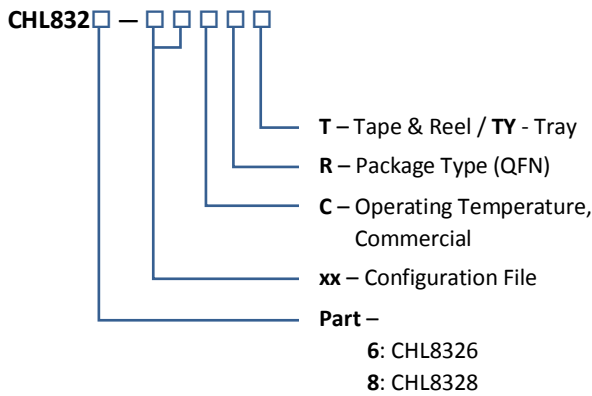 CHL832□ — □ □ □ □ □
T – Tape & Reel / TY - Tray
R – Package Type (QFN)
C – Operating Temperature,
Commercial
xx – Configuration File
Part –
6: CHL8326
8: CHL8328